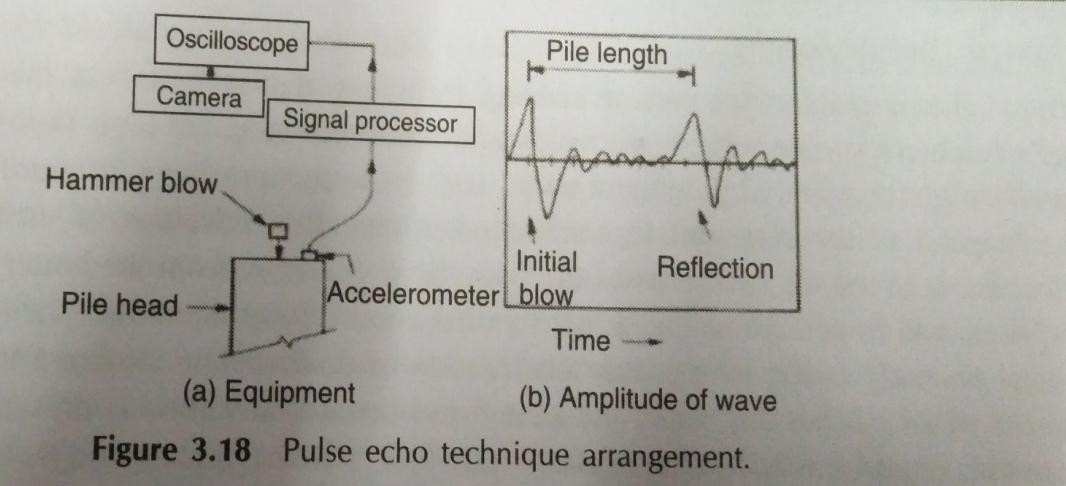 Oscilloscope
Camera
Signal processor
Hammer blow
Pile head
Accelerometer
(a) Equipment
Pile length
Initial
blow
Reflection
Time
(b) Amplitude of wave
Figure 3.18 Pulse echo technique arrangement.